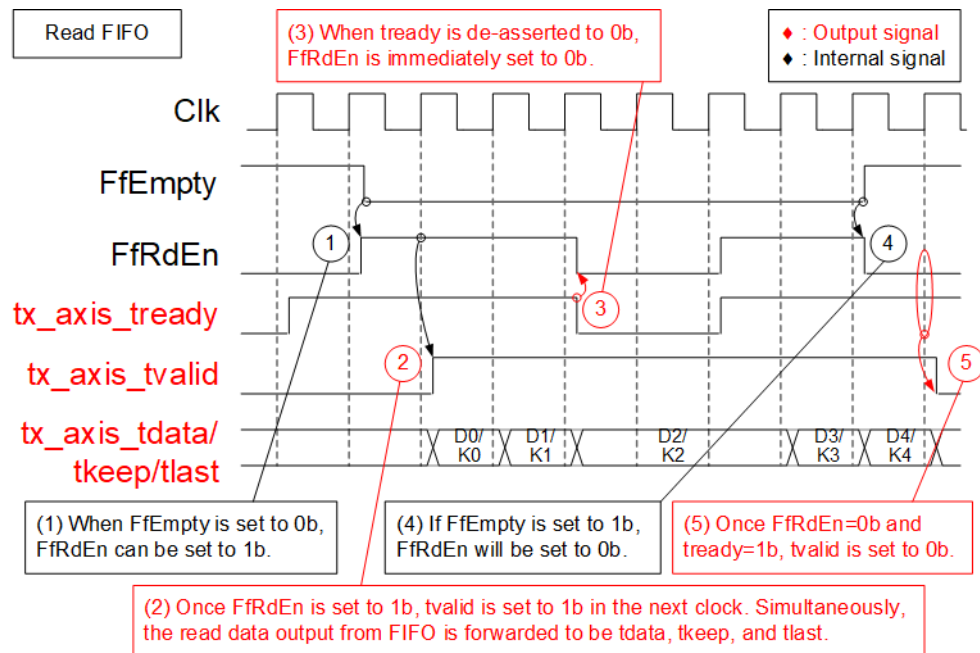 Read FIFO
(3) When tready is de-asserted to 0b,
FfRdEn is immediately set to 0b.
♦ : Output signal
♦ : Internal signal
Clk
FfEmpty
FfRdEn
1
4
tx_axis_tready
3
tx_axis_tvalid
2
5
tx_axis_tdata/
tkeep/tlast
D0/
K0
D1/
K1
D2/
K2
D3/
K3
D4/
K4
(1) When FfEmpty is set to 0b,
FfRdEn can be set to 1b.
(4) If FfEmpty is set to 1b,
FfRdEn will be set to 0b.
(5) Once FfRdEn=0b and
tready=1b, tvalid is set to 0b.
(2) Once FfRdEn is set to 1b, tvalid is set to 1b in the next clock. Simultaneously,
the read data output from FIFO is forwarded to be tdata, tkeep, and tlast.